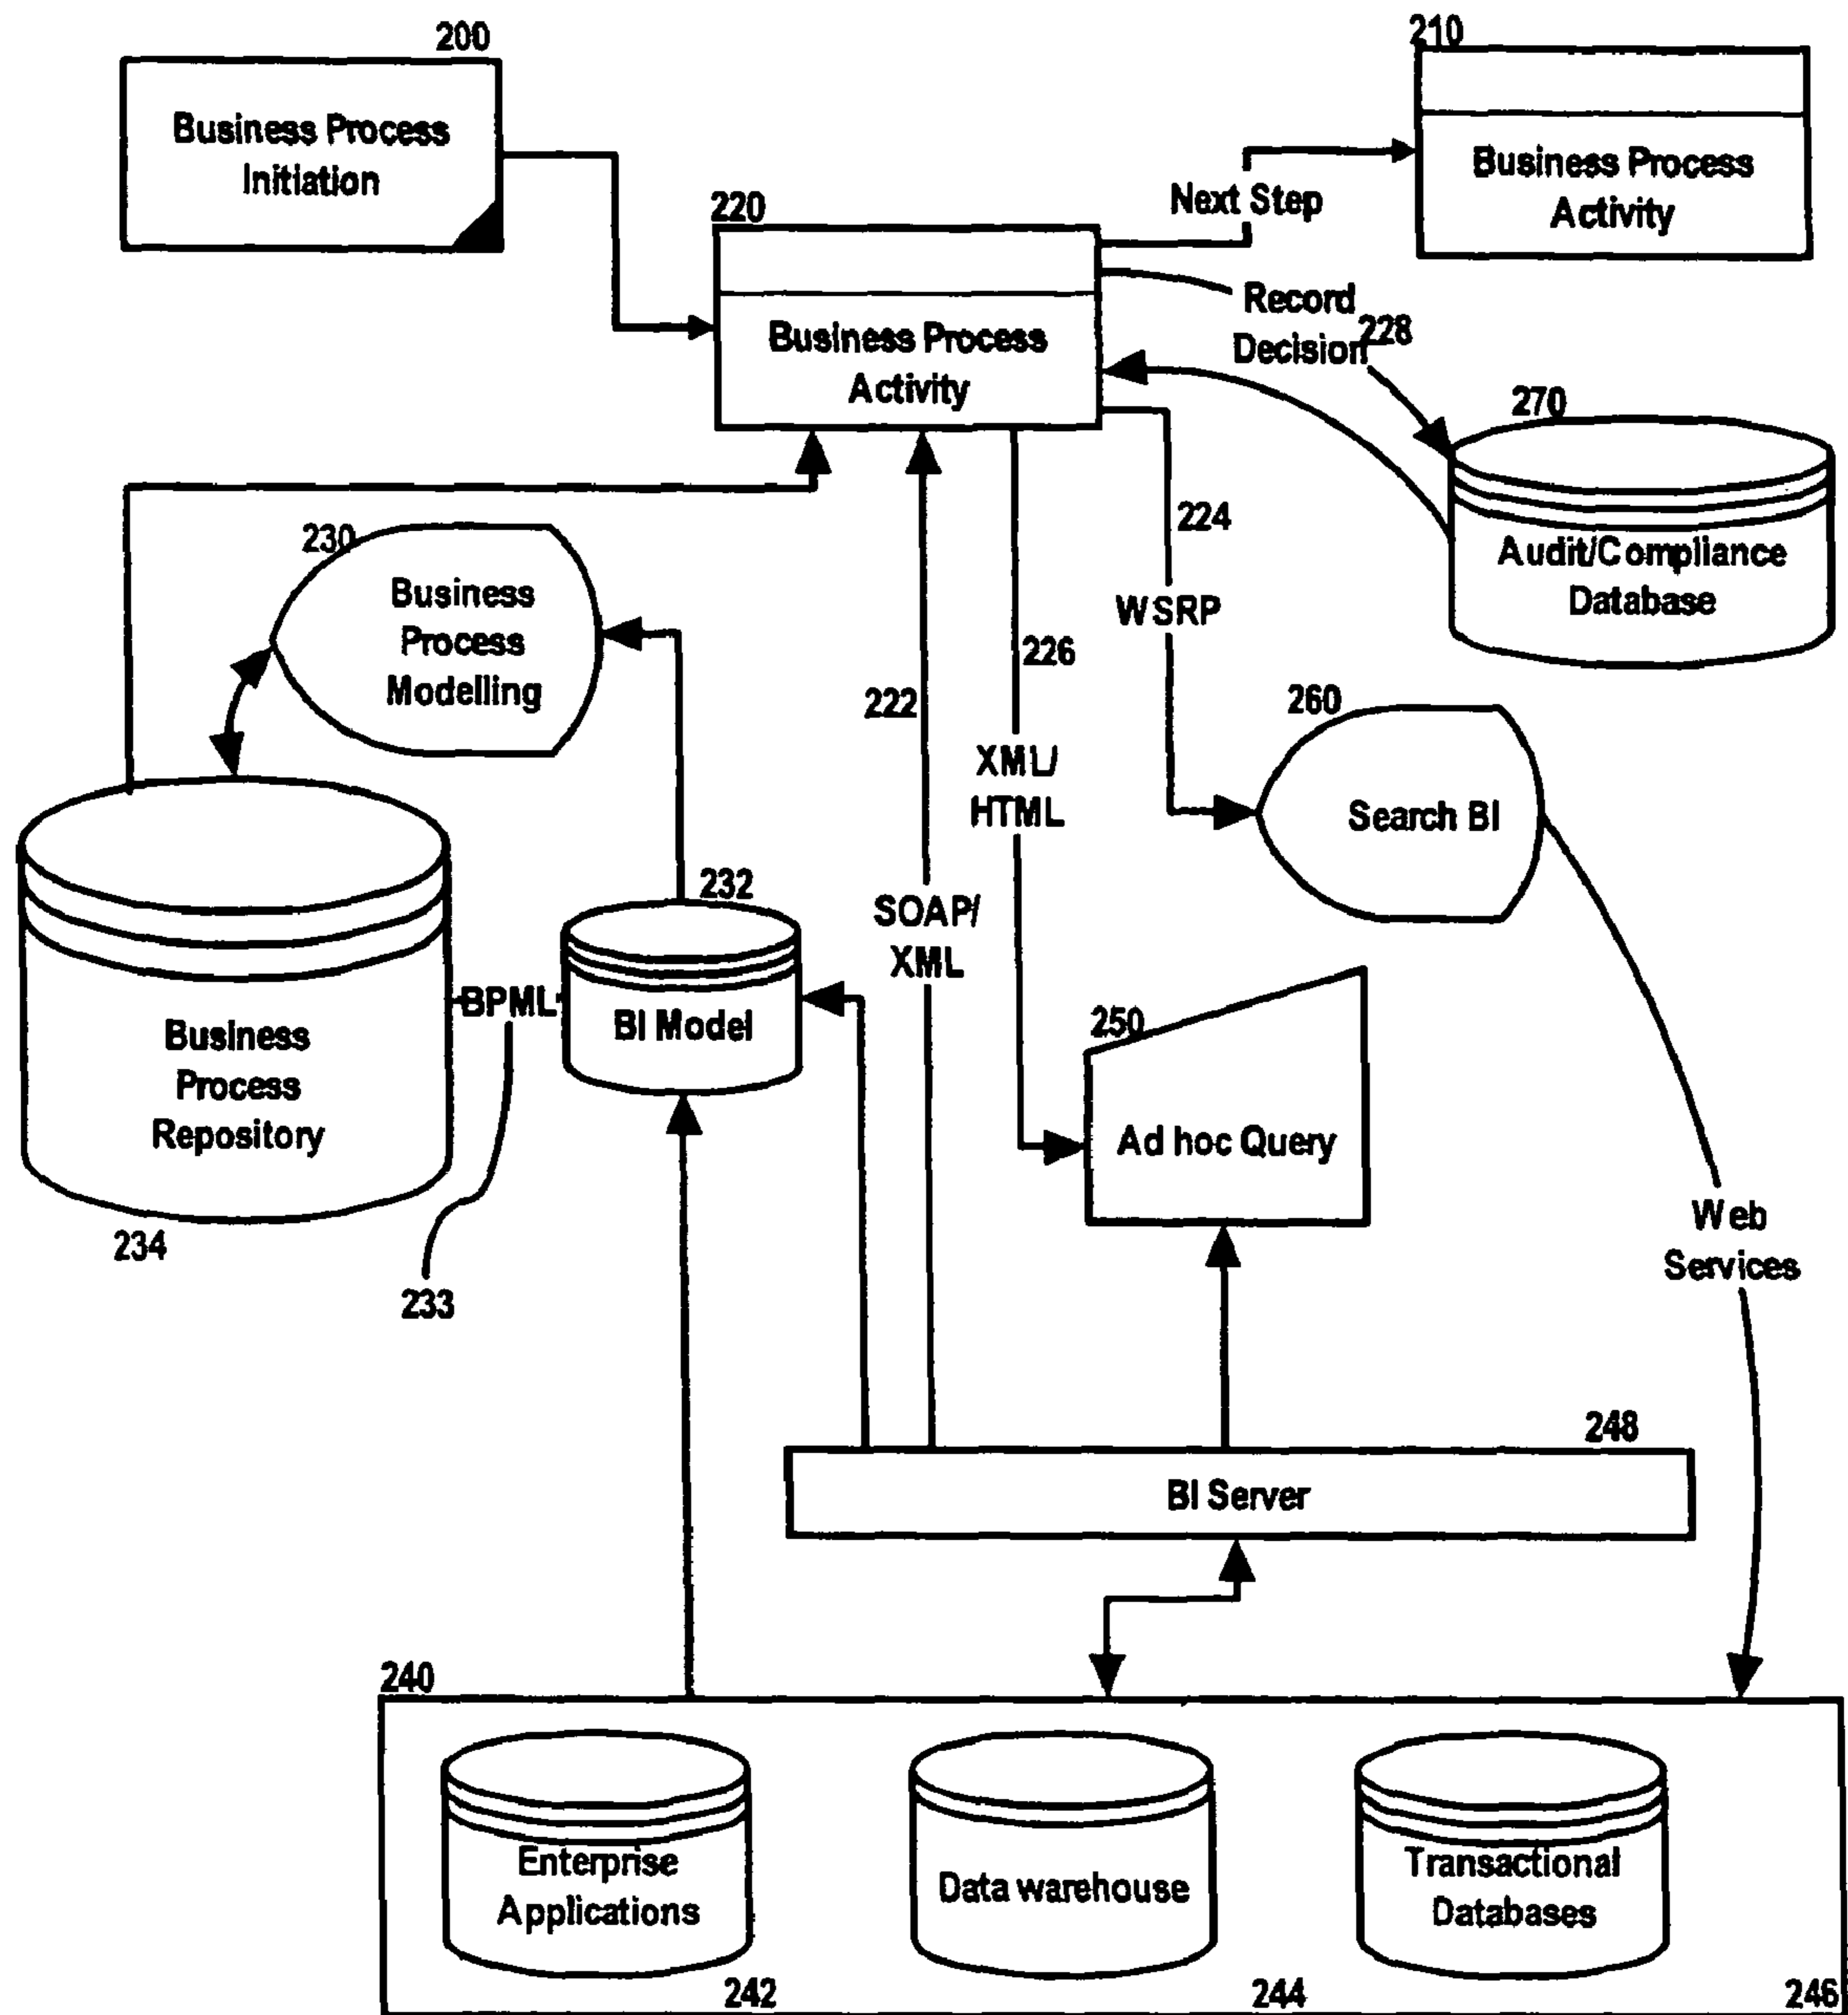 200
Business Process
Initiation
210
Business Process
Activity
Next Step
220
Business Process
Activity
Record
Decision
228
270
Audit/Compliance
Database
224
WSRP
230
Business
Process
Modelling
226
222
XML/
HTML
260
Search BI
232
SOAP/
XML
BPML
BI Model
Business
Process
Repository
234
233
250
Ad hoc Query
Web
Services
248
BI Server
240
Enterprise
Applications
Data warehouse
Transactional
Databases
242
244
246